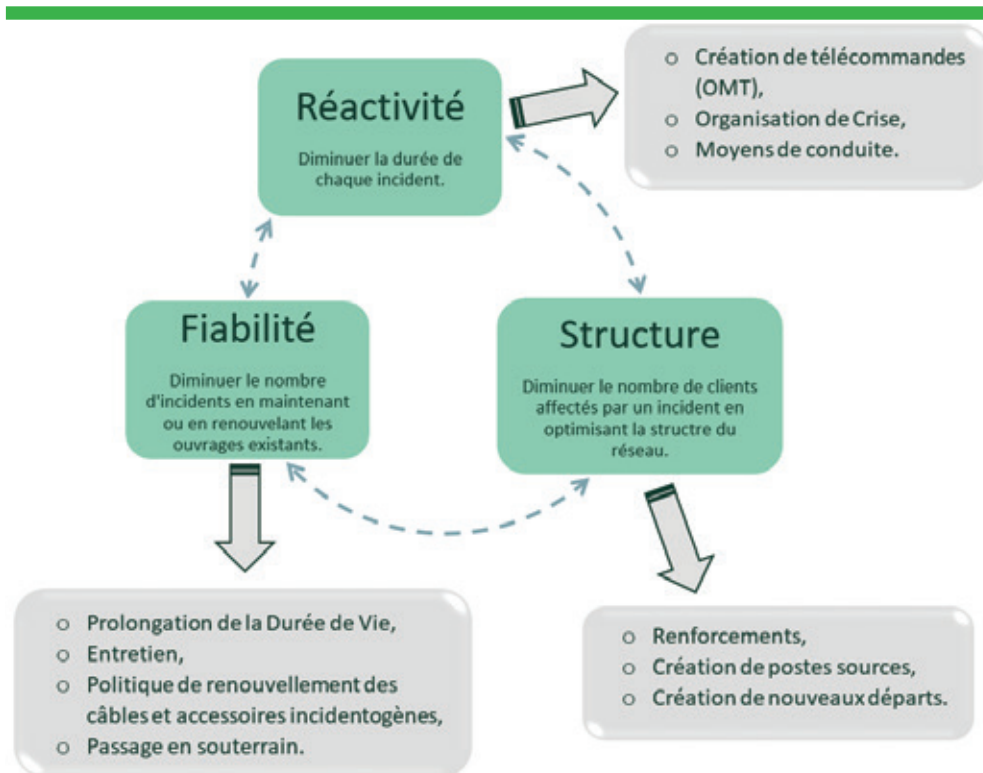 Réactivité
Diminuer la durée de
chaque incident.
o Création de télécommandes
(OMT),
o Organisation de Crise,
o Moyens de conduite.
Fiabilité
Diminuer le nombre
d'incidents en maintenant
ou en renouvelant les
ouvrages existants.
Structure
Diminuer le nombre de clients
affectés par un incident en
optimisant la structre du
réseau.
o Prolongation de la Durée de Vie,
o Entretien,
o Politique de renouvellement des
câbles et accessoires incidentogènes,
o Passage en souterrain.
o Renforcements,
o Création de postes sources,
o Création de nouveaux départs.